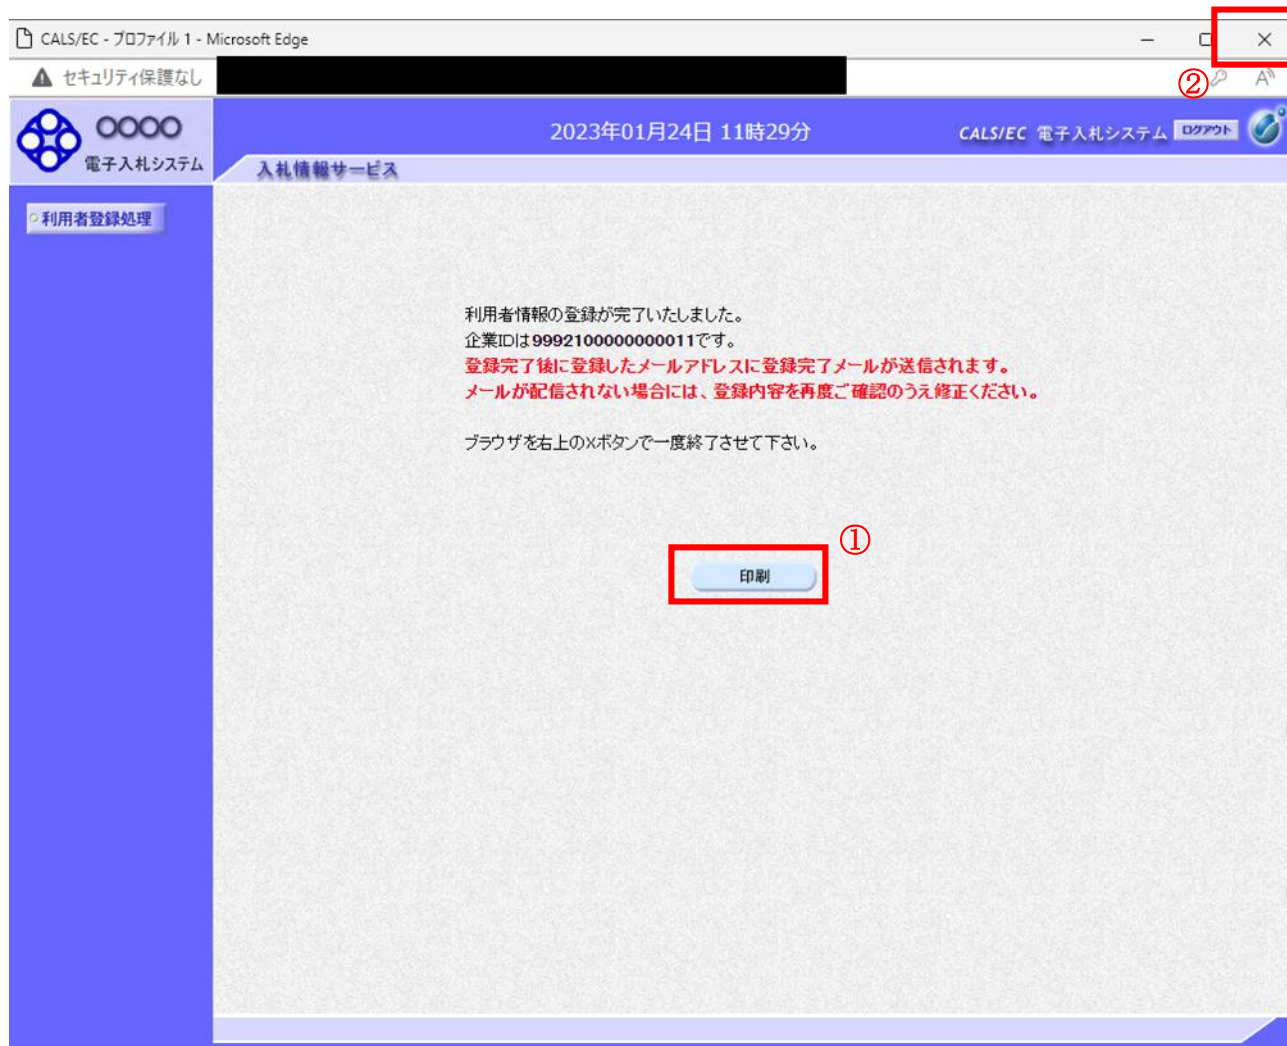 CALS/EC - プロファイル 1 - Microsoft Edge
セキュリティ保護なし
②
A
〇〇〇〇
電子入札システム
2023年01月24日 11時29分
CALS/EC 電子入札システム
ログアウト
入札情報サービス
利用者登録処理
利用者情報の登録が完了いたしました。
企業IDは9992100000000011です。
登録完了後に登録したメールアドレスに登録完了メールが送信されます。
メールが配信されない場合には、登録内容を再度ご確認のうえ修正ください。
ブラウザを右上の×ボタンで一度終了させて下さい。
①
印刷